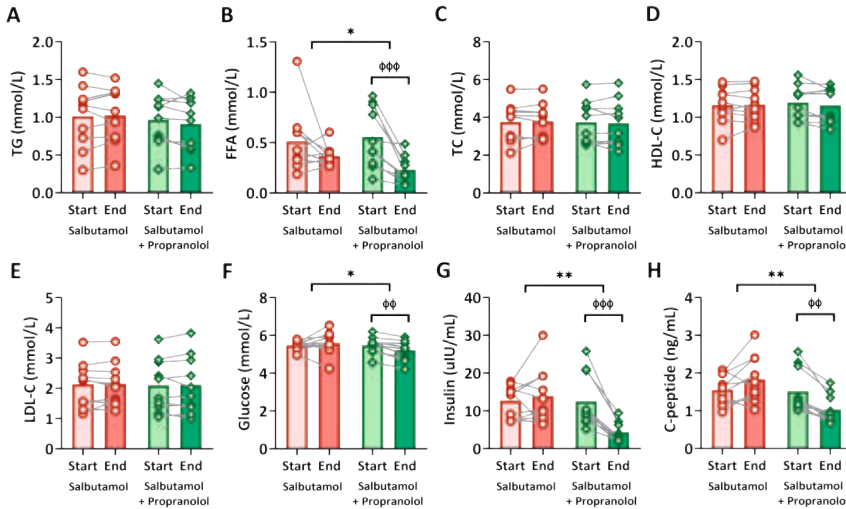 A
TG (mmol/L)
2.0
1.5
1.0
0.5
0.0
Start End Start End
Salbutamol Salbutamol
+ Propranolol
B
FFA (mmol/L)
1.5
1.0
0.5
0.0
*
ϕϕϕ
Start End Start End
Salbutamol Salbutamol
+ Propranolol
C
TC (mmol/L)
8
6
4
2
0
Start End Start End
Salbutamol Salbutamol
+ Propranolol
D
HDL-C (mmol/L)
2.0
1.5
1.0
0.5
0.0
Start End Start End
Salbutamol Salbutamol
+ Propranolol
E
LDL-C (mmol/L)
5
4
3
2
1
0
Start End Start End
Salbutamol Salbutamol
+ Propranolol
F
Glucose (mmol/L)
8
6
4
2
0
*
ϕϕ
Start End Start End
Salbutamol Salbutamol
+ Propranolol
G
Insulin (uIU/mL)
40
30
20
10
0
**
ϕϕϕ
Start End Start End
Salbutamol Salbutamol
+ Propranolol
H
C-peptide (ng/mL)
4
3
2
1
0
**
ϕϕ
Start End Start End
Salbutamol Salbutamol
+ Propranolol